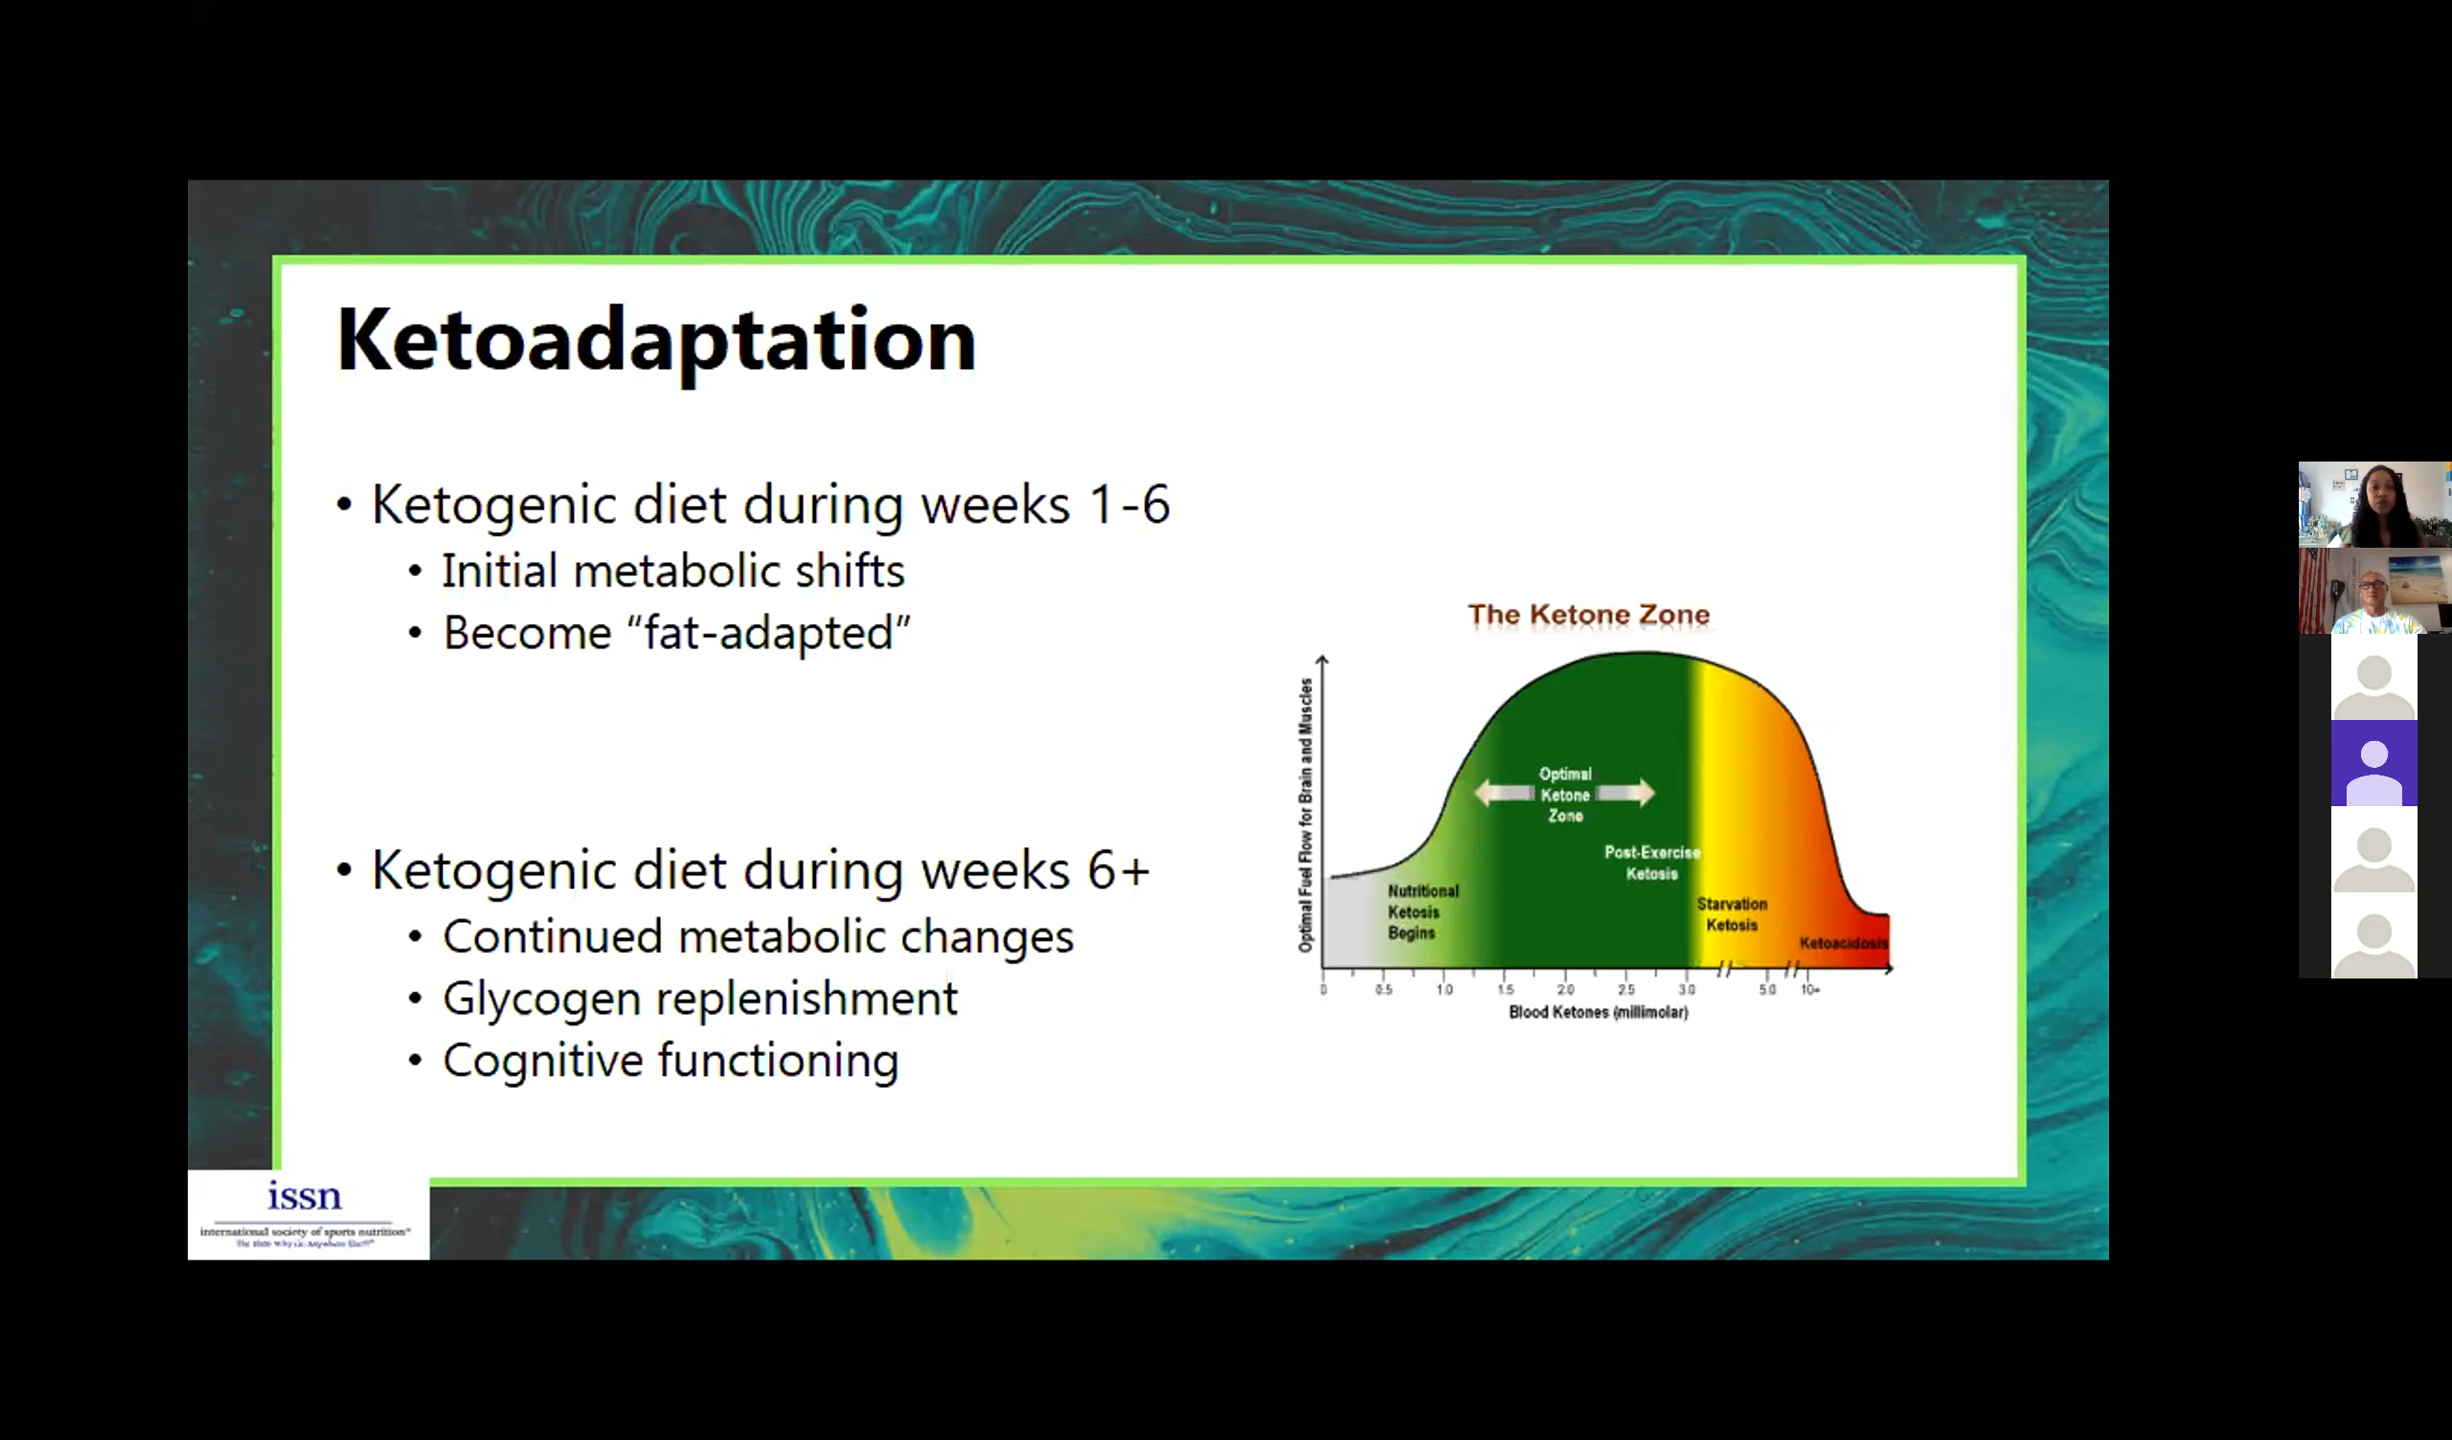 Ketoadaptation
• Ketogenic diet during weeks 1-6
• Initial metabolic shifts
• Become “fat-adapted”
• Ketogenic diet during weeks 6+
• Continued metabolic changes
• Glycogen replenishment
• Cognitive functioning
The Ketone Zone
Optimal Fuel Flow for Brain and Muscles
Optimal
Ketone
Zone
Post-Exercise
Ketosis
Nutritional
Ketosis
Begins
Starvation
Ketosis
Ketoacidosis
0 0.5 1.0 1.5 2.0 2.5 3.0 5.0 10+
Blood Ketones (millimolar)
issn
international society of sports nutrition®